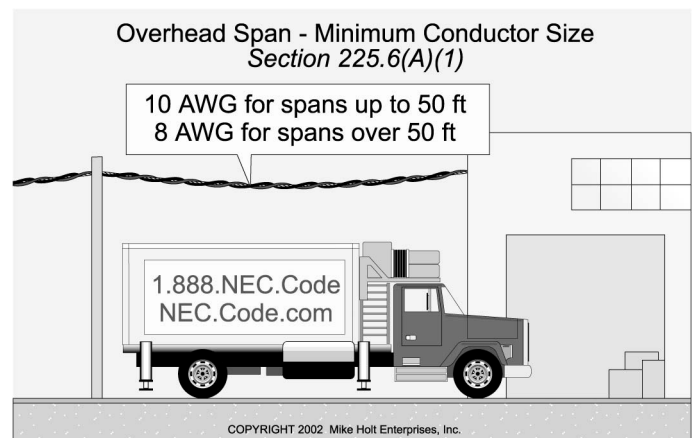 Overhead Span - Minimum Conductor Size
Section 225.6(A)(1)
10 AWG for spans up to 50 ft
8 AWG for spans over 50 ft
1.888.NEC.Code
NEC.Code.com
COPYRIGHT 2002 Mike Holt Enterprises, Inc.